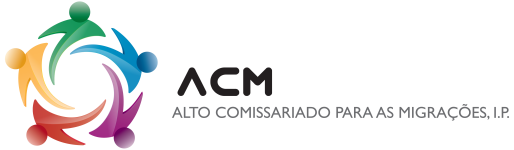 ACM
ALTO COMISSARIADO PARA AS MIGRAÇÕES, I.P.